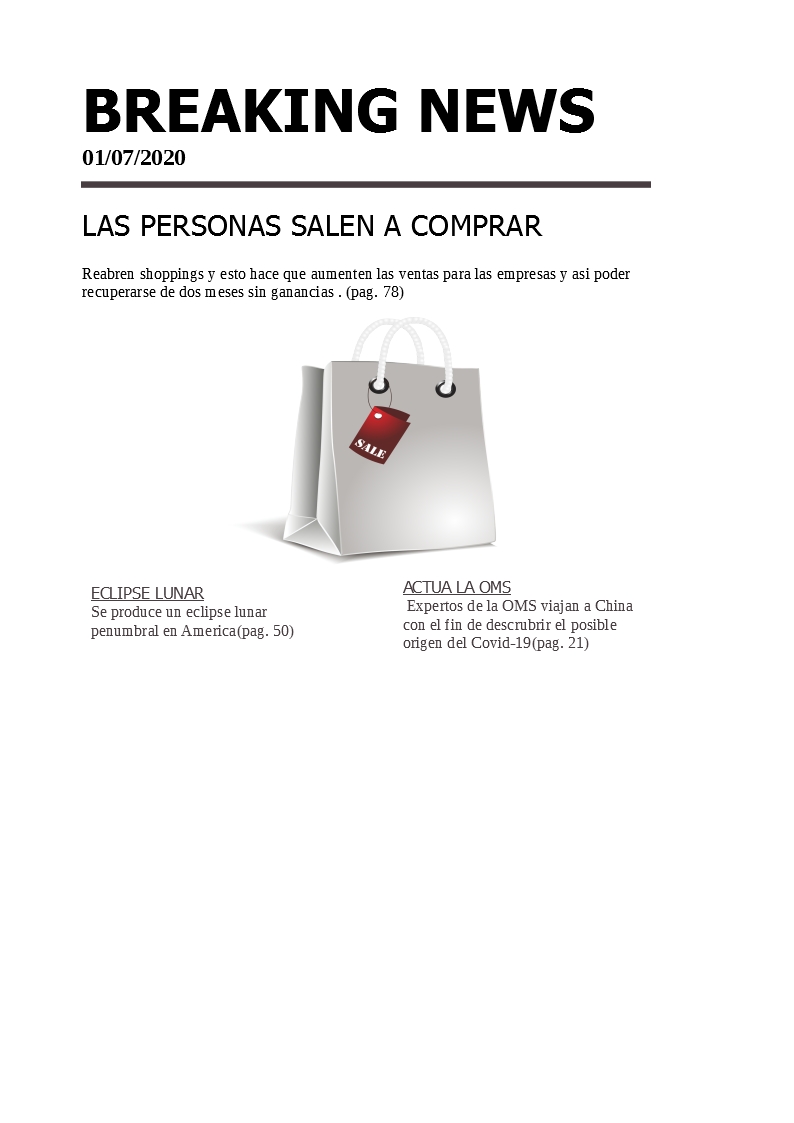 BREAKING NEWS
01/07/2020
LAS PERSONAS SALEN A COMPRAR
Reabren shoppings y esto hace que aumenten las ventas para las empresas y asi poder
recuperarse de dos meses sin ganancias . (pag. 78)
SALE
ECLIPSE LUNAR
Se produce un eclipse lunar
penumbral en America(pag. 50)
ACTUA LA OMS
Expertos de la OMS viajan a China
con el fin de descrubrir el posible
origen del Covid-19(pag. 21)